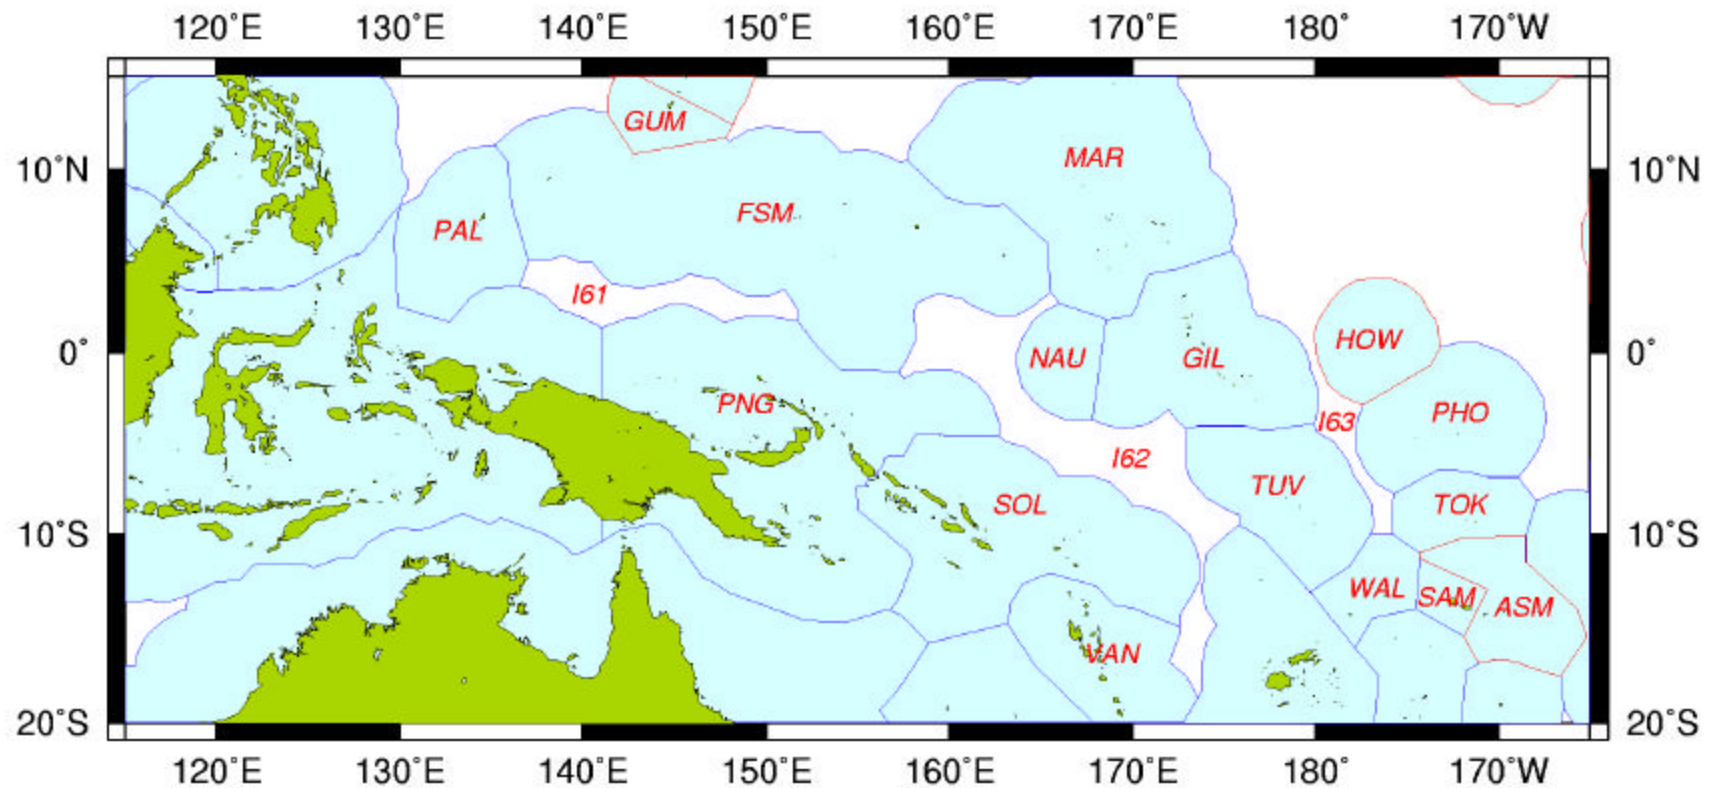 120˚E 130˚E 140˚E 150˚E 160˚E 170˚E 180˚ 170˚W
GUM
MAR
10˚N 10˚N
FSM
PAL
I61
HOW
0˚ NAU GIL 0˚
PNG PHO
I63
I62
TUV
SOL TOK
10˚S 10˚S
WAL SAM ASM
VAN
20˚S 20˚S
120˚E 130˚E 140˚E 150˚E 160˚E 170˚E 180˚ 170˚W